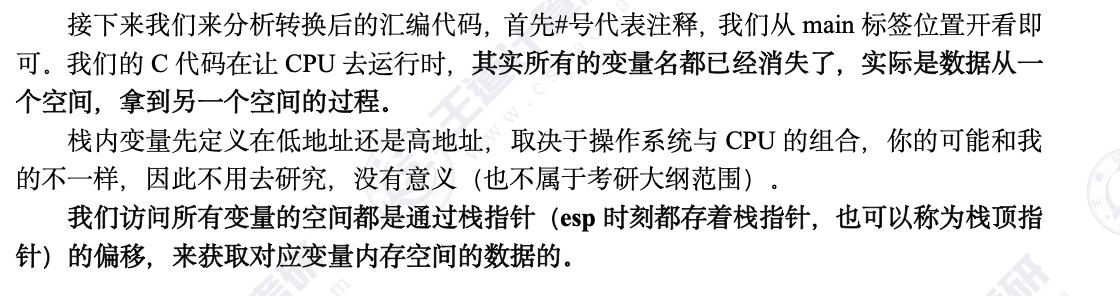 接下来我们来分析转换后的汇编代码，首先#号代表注释，我们从 main 标签位置开看即
可。我们的 C 代码在让 CPU 去运行时，其实所有的变量名都已经消失了，实际是数据从一
个空间，拿到另一个空间的过程。
栈内变量先定义在低地址还是高地址，取决于操作系统与 CPU 的组合，你的可能和我
的不一样，因此不用去研究，没有意义（也不属于考研大纲范围）。
我们访问所有变量的空间都是通过栈指针（esp 时刻都存着栈指针，也可以称为栈顶指
针）的偏移，来获取对应变量内存空间的数据的。